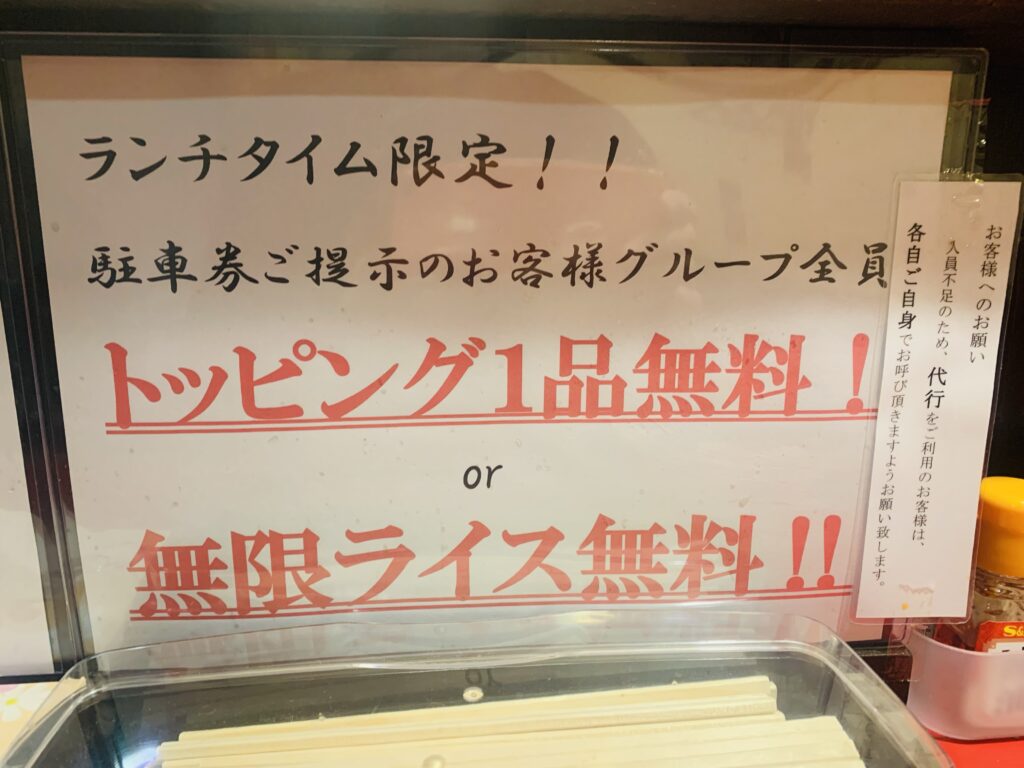 ランチタイム限定！！
駐車券ご提示のお客様グループ全員
トッピング1品無料！
or
無限ライス無料!!
お客様へのお願い
人員不足のため、代行をご利用のお客様は、
各自ご自身でお呼び頂きますようお願い致します。
S&B